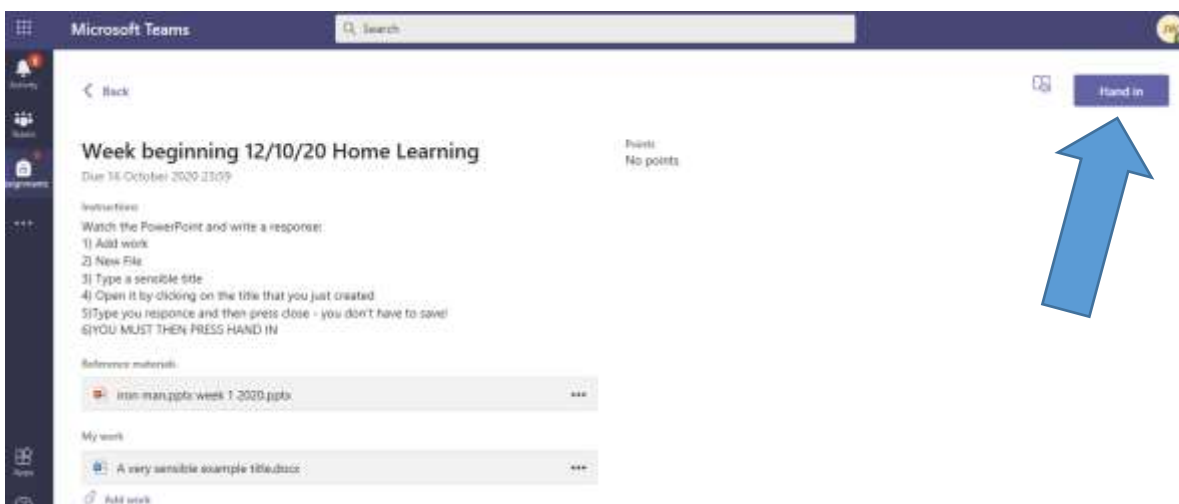 Microsoft Teams
Search
Activity
Back
Hand in
Teams
Week beginning 12/10/20 Home Learning
Points
No points
Due 16 October 2020 23:59
Instructions
Watch the PowerPoint and write a response:
1) Add work
2) New File
3) Type a sensible title
4) Open it by clicking on the title that you just created
5)Type you responce and then press close - you don't have to save!
6)YOU MUST THEN PRESS HAND IN
Reference materials
iron man.pptx week 1 2020.pptx
My work
A very sensible example title.docx
Apps
Add work